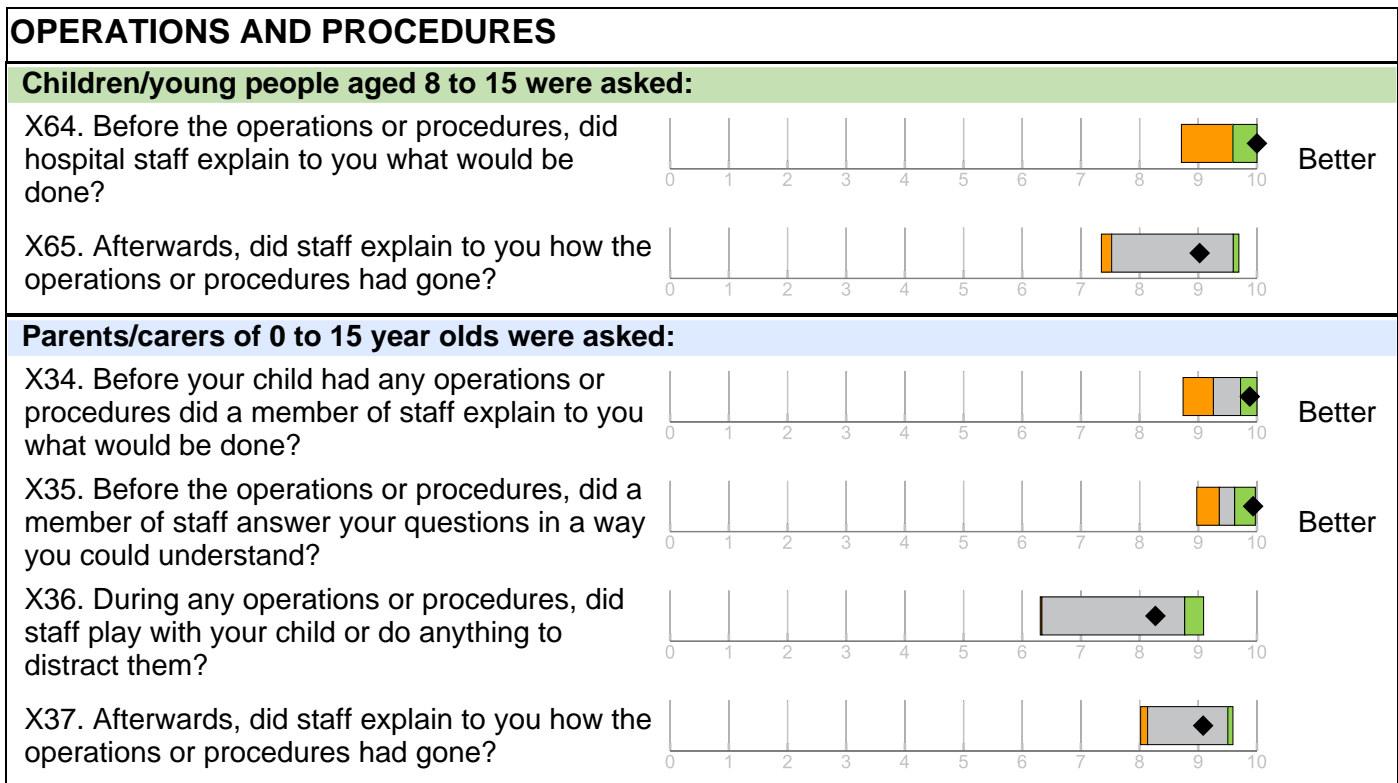 OPERATIONS AND PROCEDURES
Children/young people aged 8 to 15 were asked:
X64. Before the operations or procedures, did
hospital staff explain to you what would be
done?
0 1 2 3 4 5 6 7 8 9 10
Better
X65. Afterwards, did staff explain to you how the
operations or procedures had gone?
0 1 2 3 4 5 6 7 8 9 10
Parents/carers of 0 to 15 year olds were asked:
X34. Before your child had any operations or
procedures did a member of staff explain to you
what would be done?
0 1 2 3 4 5 6 7 8 9 10
Better
X35. Before the operations or procedures, did a
member of staff answer your questions in a way
you could understand?
0 1 2 3 4 5 6 7 8 9 10
Better
X36. During any operations or procedures, did
staff play with your child or do anything to
distract them?
0 1 2 3 4 5 6 7 8 9 10
X37. Afterwards, did staff explain to you how the
operations or procedures had gone?
0 1 2 3 4 5 6 7 8 9 10